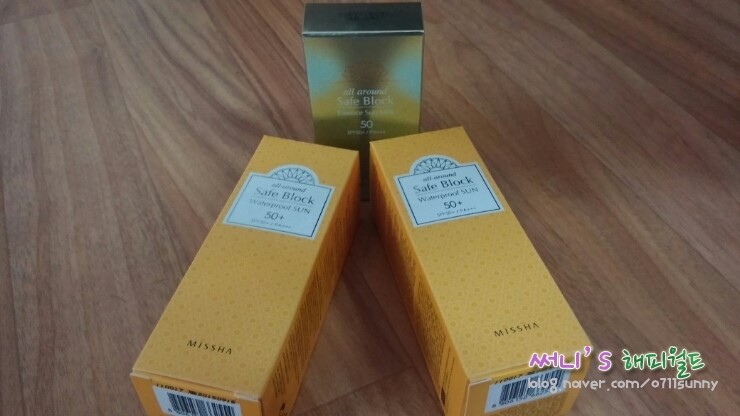 all around
Safe Block
50
all around
Safe Block
Waterproof SUN
50+
MISSHA
all around
Safe Block
Waterproof SUN
50+
MISSHA
써니'S 해피월드
blog.naver.com/o711sunny